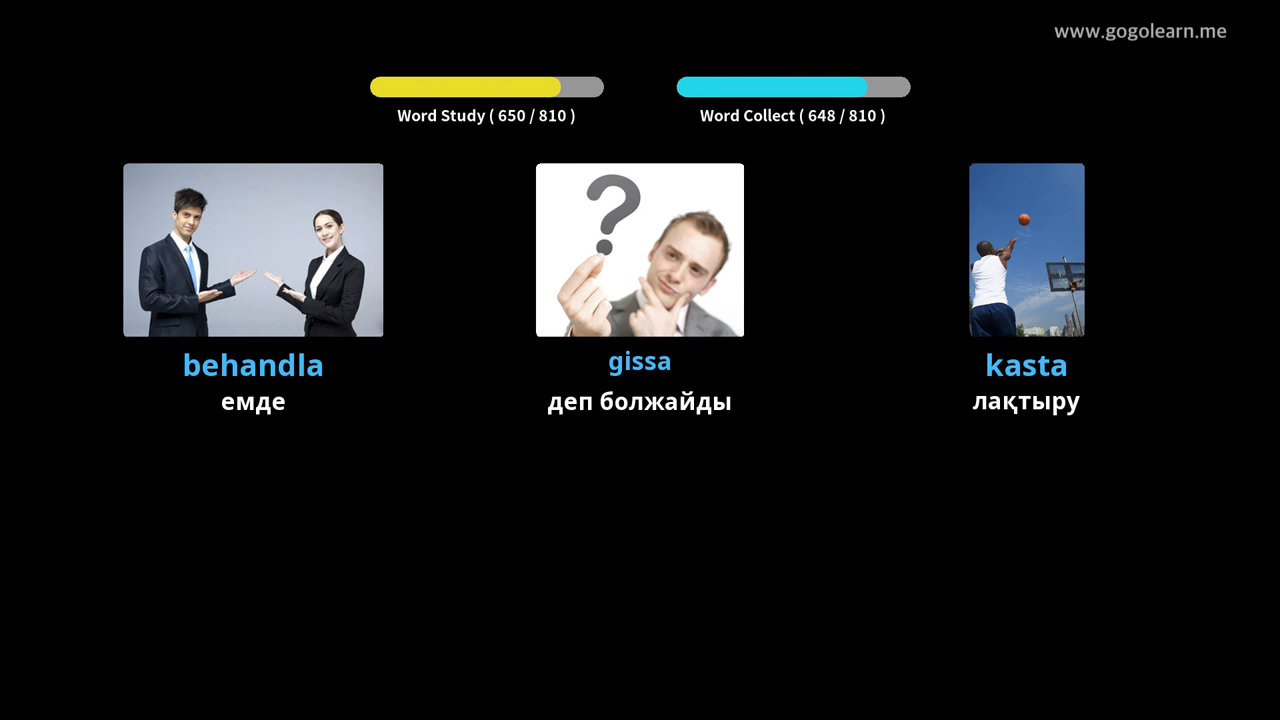 www.gogolearn.me
Word Study ( 650 / 810 )
Word Collect ( 648 / 810 )
?
behandla
емде
gissa
деп болжайды
kasta
лақтыру